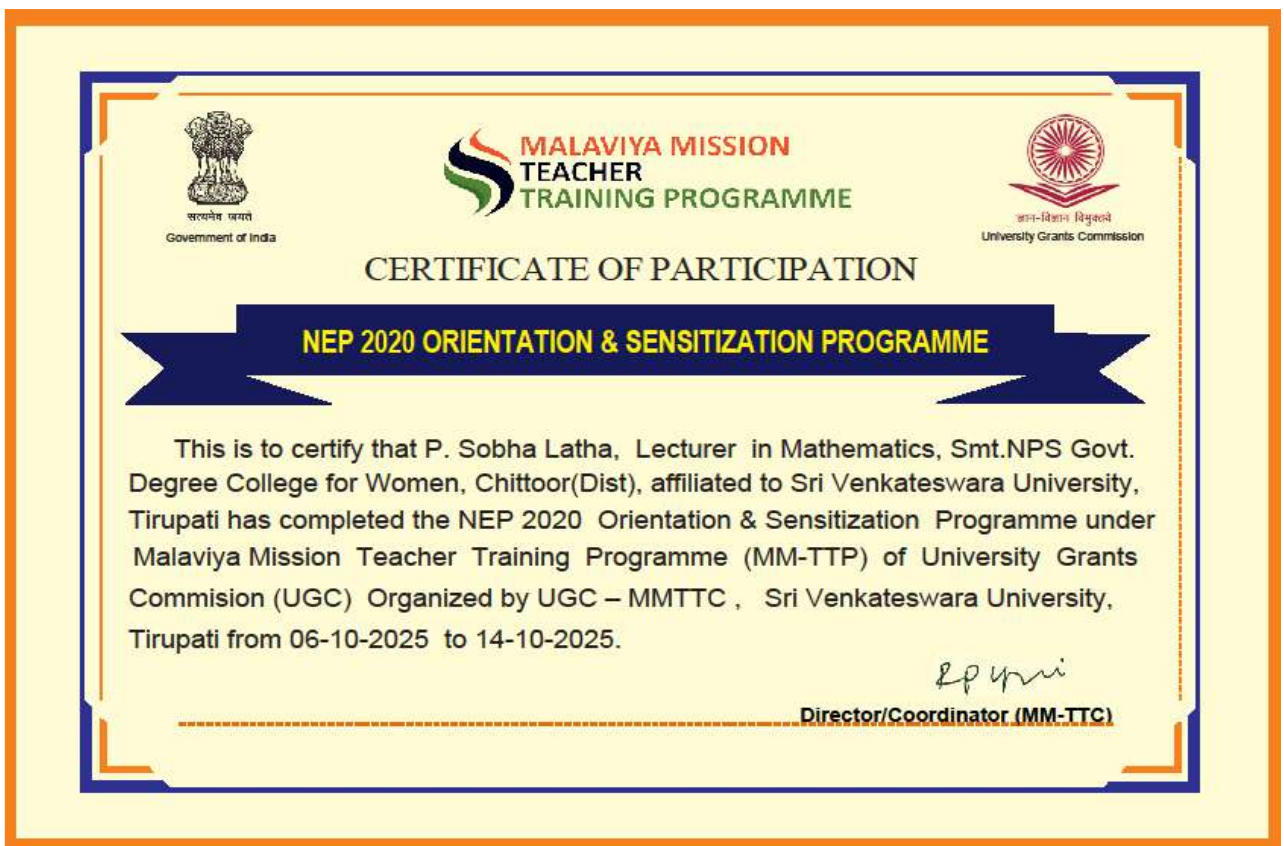 सत्यमेव जयते
Government of India
MALAVIYA MISSION
TEACHER
TRAINING PROGRAMME
ज्ञान-विज्ञान विमुक्तये
University Grants Commission
CERTIFICATE OF PARTICIPATION
NEP 2020 ORIENTATION & SENSITIZATION PROGRAMME
This is to certify that P. Sobha Latha, Lecturer in Mathematics, Smt.NPS Govt.
Degree College for Women, Chittoor(Dist), affiliated to Sri Venkateswara University,
Tirupati has completed the NEP 2020 Orientation & Sensitization Programme under
Malaviya Mission Teacher Training Programme (MM-TTP) of University Grants
Commision (UGC) Organized by UGC – MMTTC , Sri Venkateswara University,
Tirupati from 06-10-2025 to 14-10-2025.
Director/Coordinator (MM-TTC)